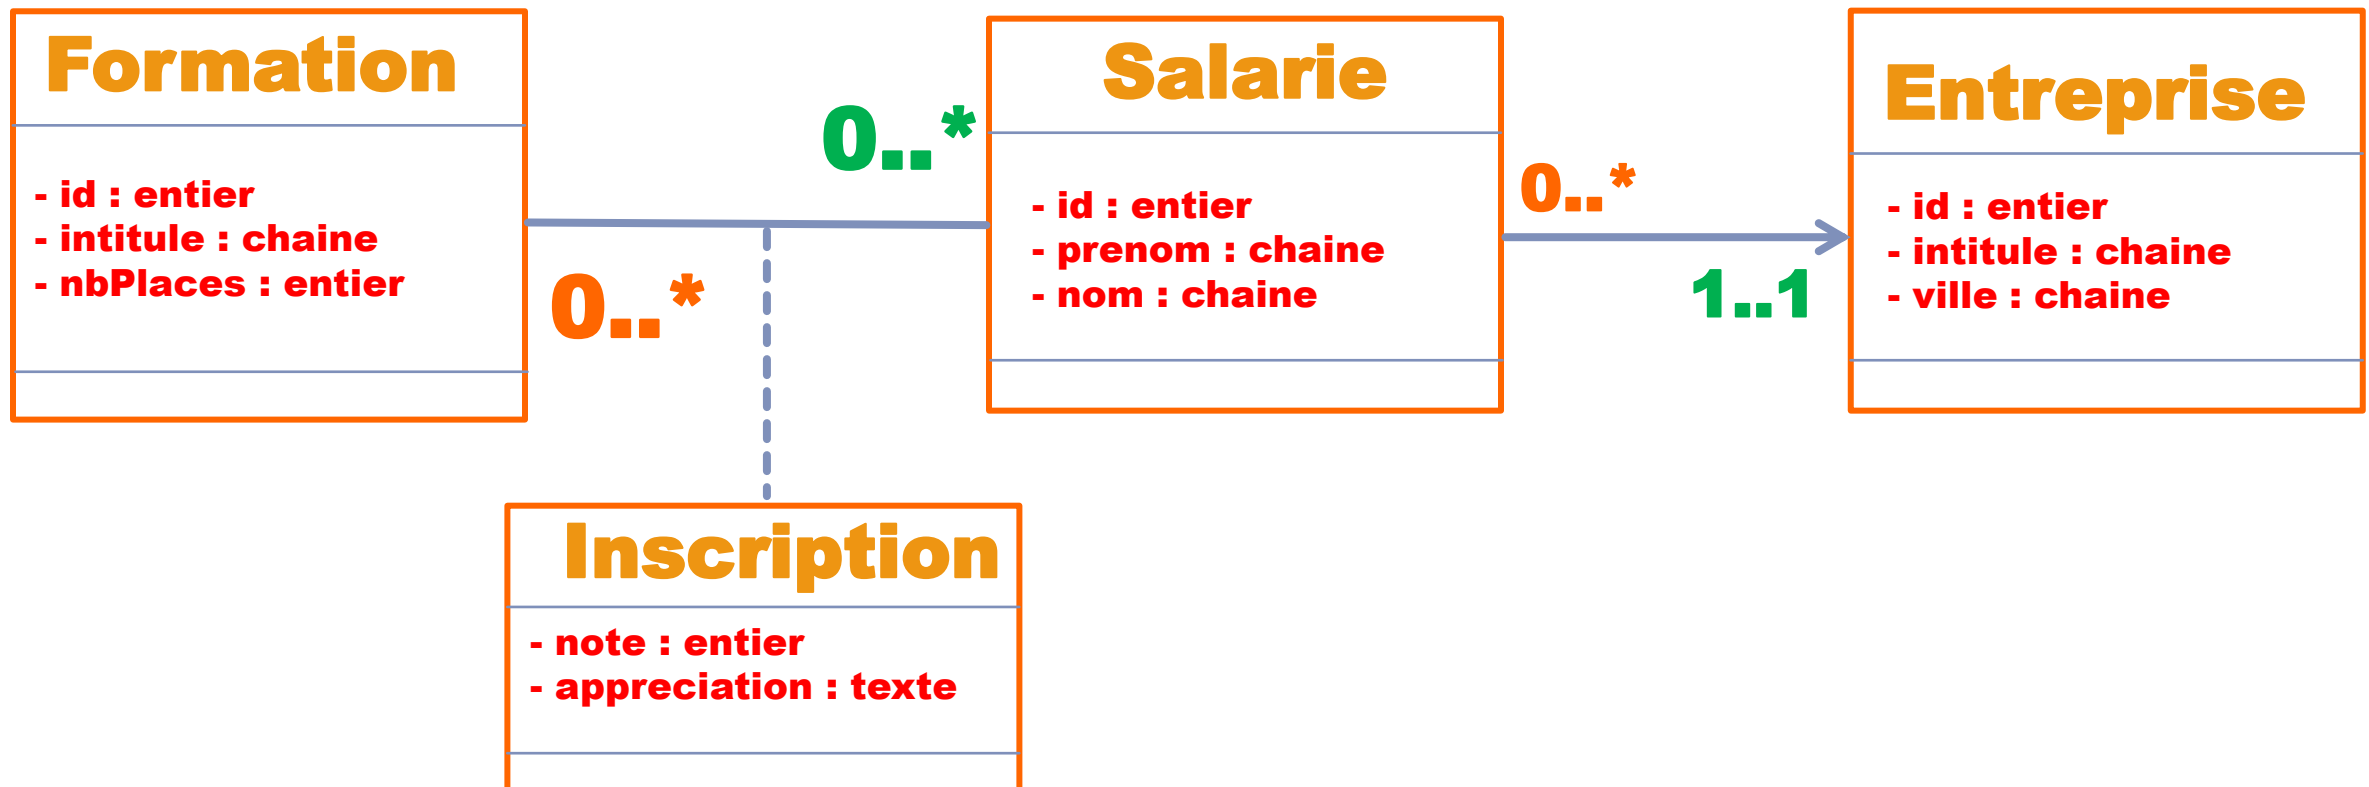 Formation
- id : entier
- intitule : chaine
- nbPlaces : entier
0..*
0..*
Salarie
- id : entier
- prenom : chaine
- nom : chaine
0..*
1..1
Entreprise
- id : entier
- intitule : chaine
- ville : chaine
Inscription
- note : entier
- appreciation : texte